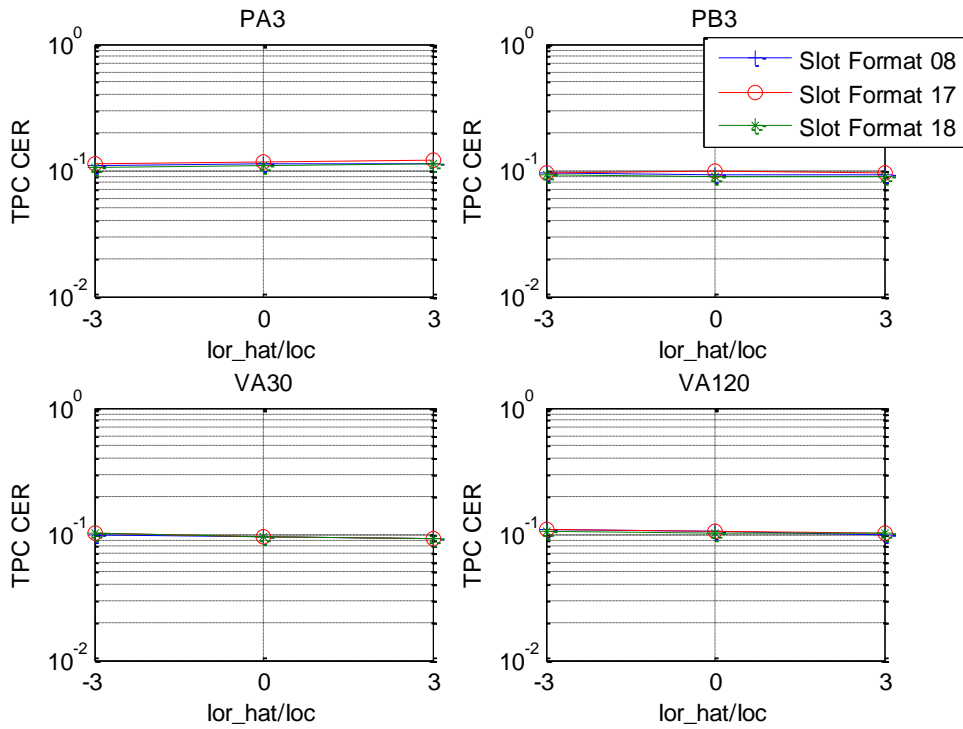 PA3
10^0
10^-1
10^-2
TPC CER
-3 0 3
Ior_hat/Ioc
PB3
10^0
10^-1
10^-2
TPC CER
-3 0 3
Ior_hat/Ioc
Slot Format 08
Slot Format 17
Slot Format 18
VA30
10^0
10^-1
10^-2
TPC CER
-3 0 3
Ior_hat/Ioc
VA120
10^0
10^-1
10^-2
TPC CER
-3 0 3
Ior_hat/Ioc